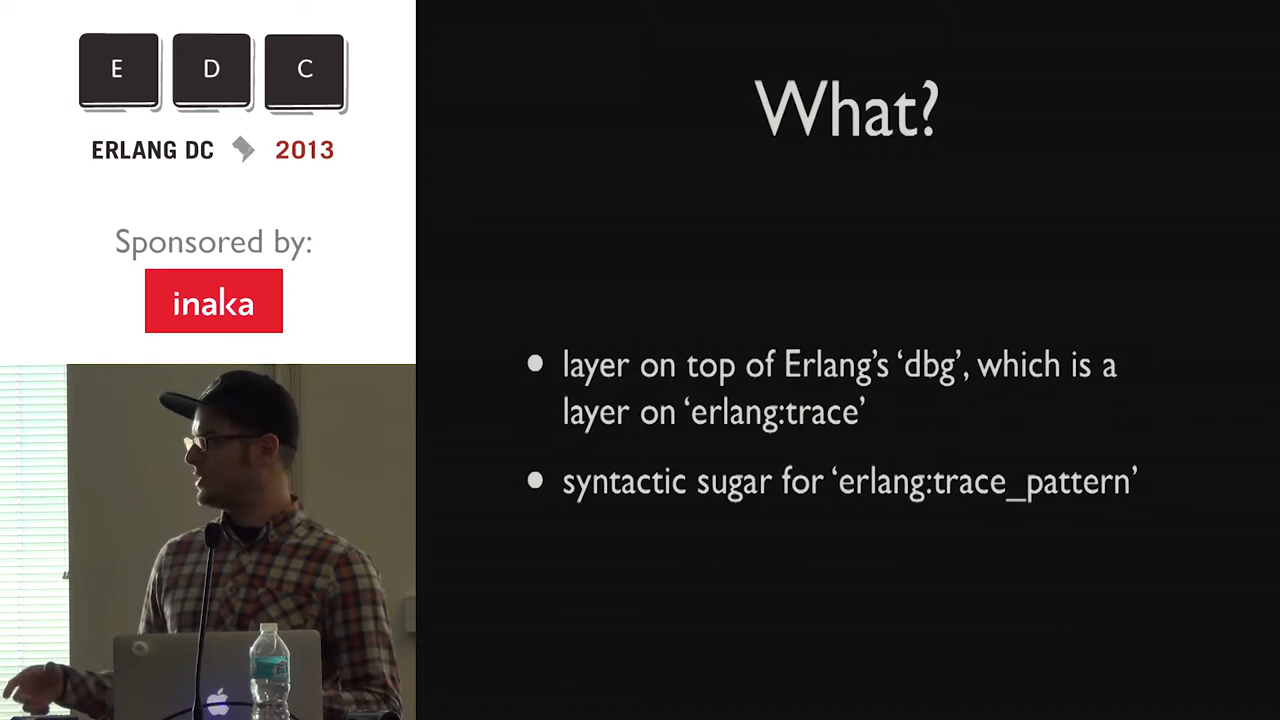 E D C
ERLANG DC 2013
Sponsored by:
inaka
What?
• layer on top of Erlang’s ‘dbg’, which is a
layer on ‘erlang:trace’
• syntactic sugar for ‘erlang:trace_pattern’